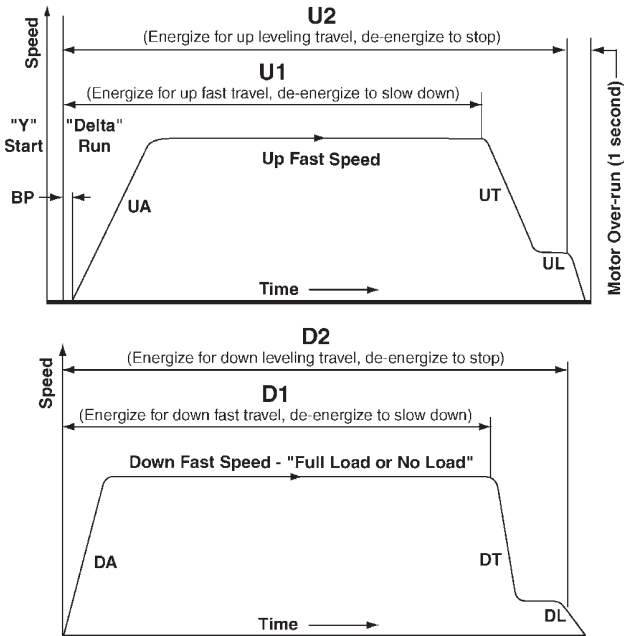 U2
(Energize for up leveling travel, de-energize to stop)
Speed
U1
(Energize for up fast travel, de-energize to slow down)
"Y"
Start
"Delta"
Run
Up Fast Speed
BP
UA
UT
UL
Time
Motor Over-run (1 second)
D2
(Energize for down leveling travel, de-energize to stop)
Speed
D1
(Energize for down fast travel, de-energize to slow down)
Down Fast Speed - "Full Load or No Load"
DA
DT
DL
Time